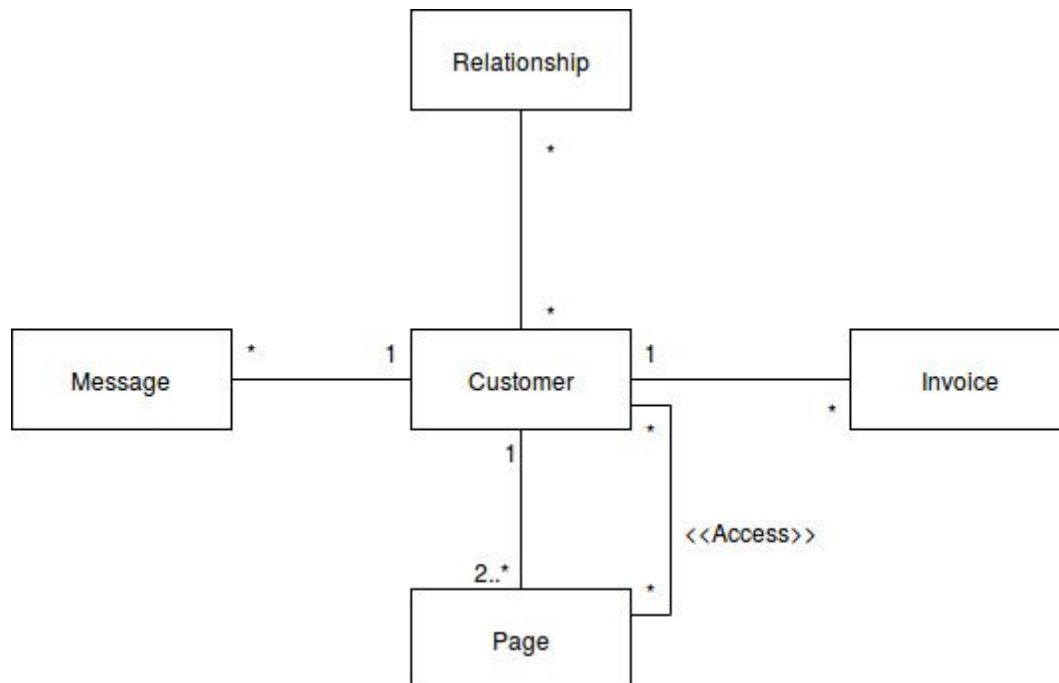 Relationship
*
*
* 1 1
Message Customer Invoice
*
*
1
<<Access>>
2..* *
Page